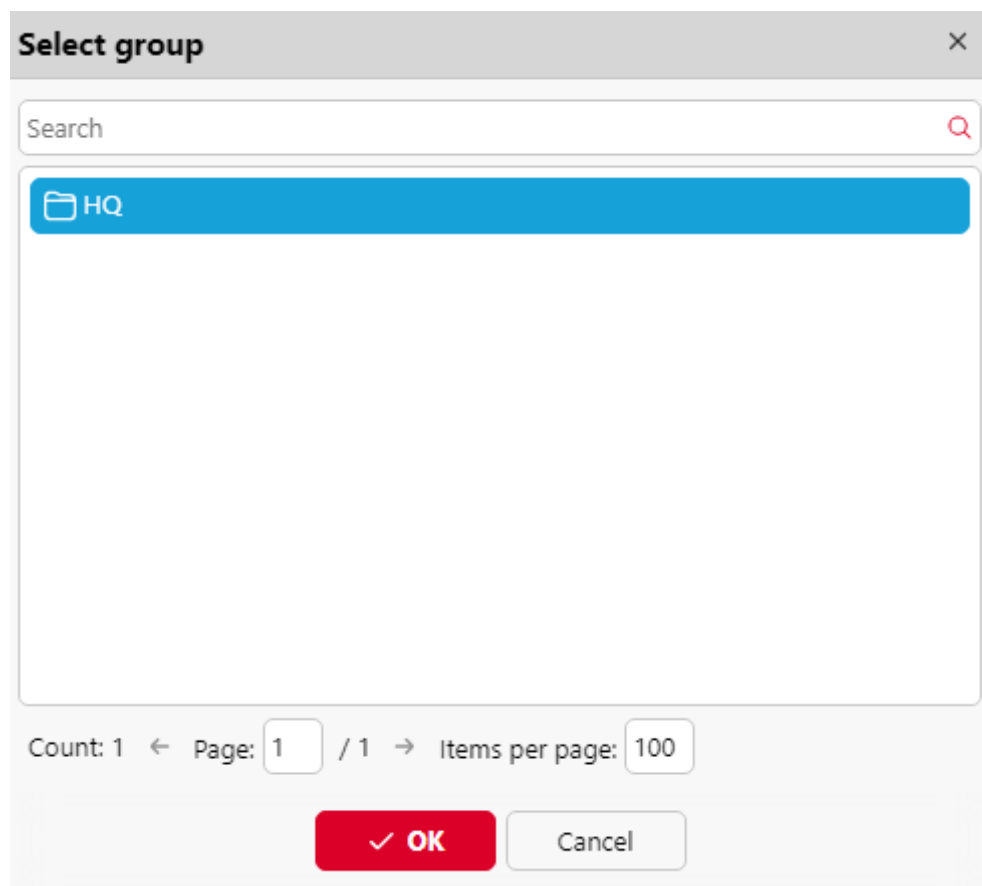 Select group
Search
HQ
Count: 1 ← Page: 1 / 1 → Items per page: 100
OK Cancel